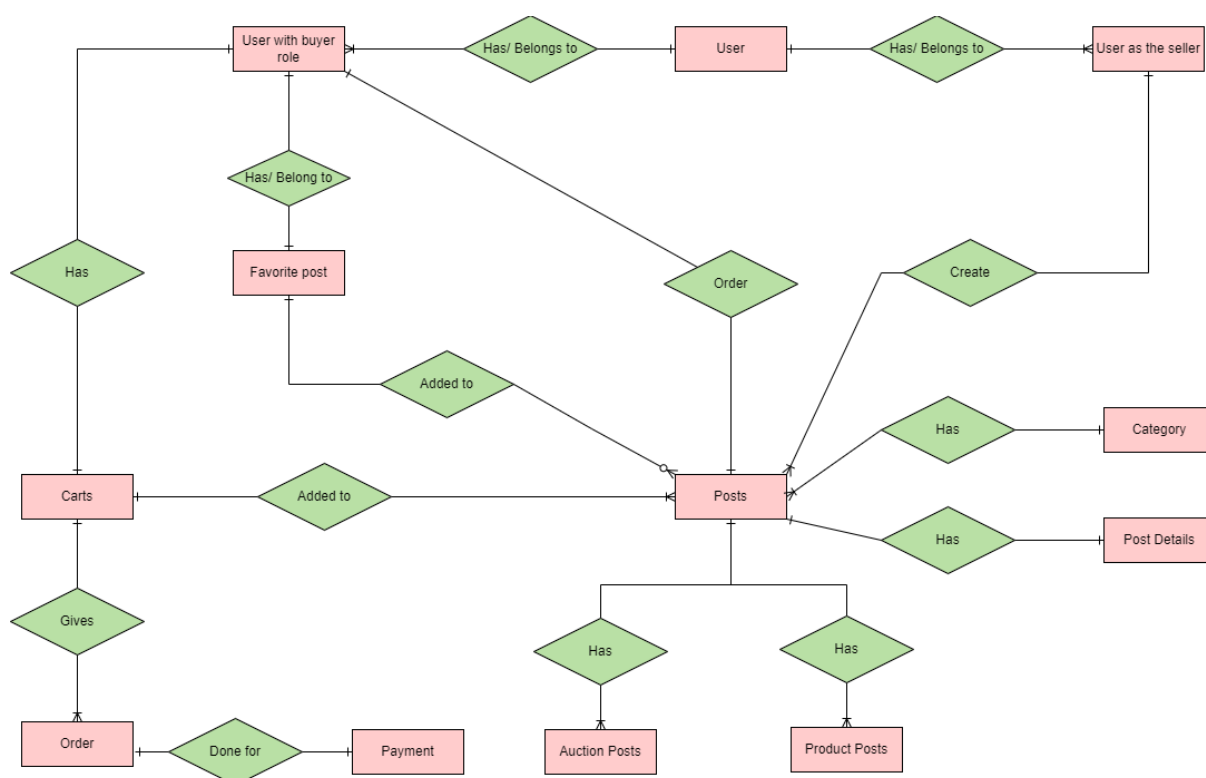 User with buyer
role
Has/ Belongs to
User
Has/ Belongs to
User as the seller
Has/ Belong to
Has
Favorite post
Order
Create
Added to
Has
Category
Carts
Added to
Posts
Has
Post Details
Gives
Has
Has
Order
Done for
Payment
Auction Posts
Product Posts